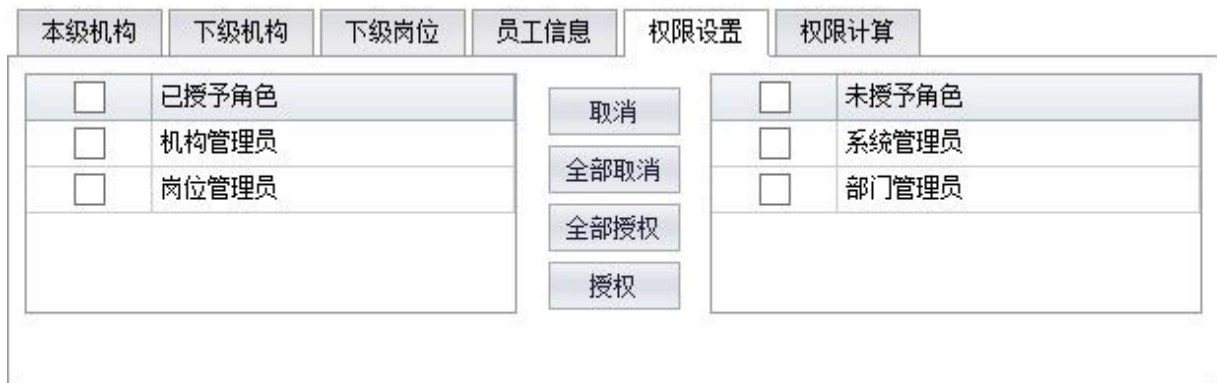 本级机构 下级机构 下级岗位 员工信息 权限设置 权限计算
已授予角色
机构管理员
岗位管理员
取消
全部取消
全部授权
授权
未授予角色
系统管理员
部门管理员